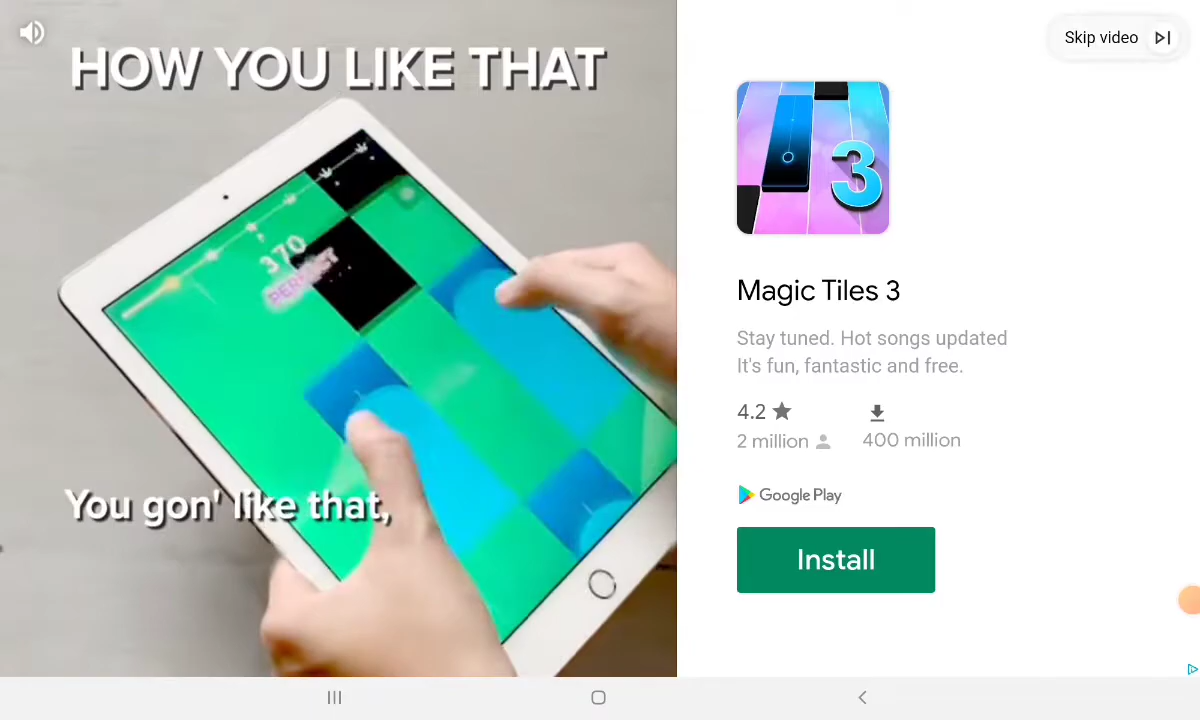 HOW YOU LIKE THAT
370
PERFECT
You gon' like that,
Skip video
3
Magic Tiles 3
Stay tuned. Hot songs updated
It's fun, fantastic and free.
4.2
2 million
400 million
Google Play
Install